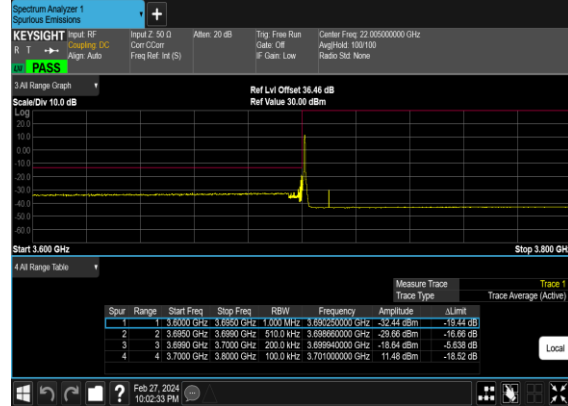 Spectrum Analyzer 1
Spurious Emissions
KEYSIGHT Input: RF Input Z: 50 Ω Atten: 20 dB Trig: Free Run Center Freq: 22.005000000 GHz
R T Coupling: DC Corr CCorr Gate: Off Avg|Hold: 100/100
Align: Auto Freq Ref: Int (S) IF Gain: Low Radio Std: None
PASS
3 All Range Graph
Ref Lvl Offset 36.46 dB
Scale/Div 10.0 dB Ref Value 30.00 dBm
Log
20.0
10.0
0.00
-10.0
-20.0
-30.0
-40.0
-50.0
-60.0
Start 3.600 GHz Stop 3.800 GH
4 All Range Table
Measure Trace Trace 1
Trace Type Trace Average (Active)
Spur Range Start Freq Stop Freq RBW Frequency Amplitude ΔLimit
1 1 3.6000 GHz 3.6950 GHz 1.000 MHz 3.690250000 GHz -32.44 dBm -19.44 dB
2 2 3.6950 GHz 3.6990 GHz 510.0 kHz 3.698660000 GHz -29.66 dBm -16.66 dB
3 3 3.6990 GHz 3.7000 GHz 200.0 kHz 3.699940000 GHz -18.64 dBm -5.638 dB
4 4 3.7000 GHz 3.8000 GHz 100.0 kHz 3.701000000 GHz 11.48 dBm -18.52 dB
Local
Feb 27, 2024
10:02:33 PM